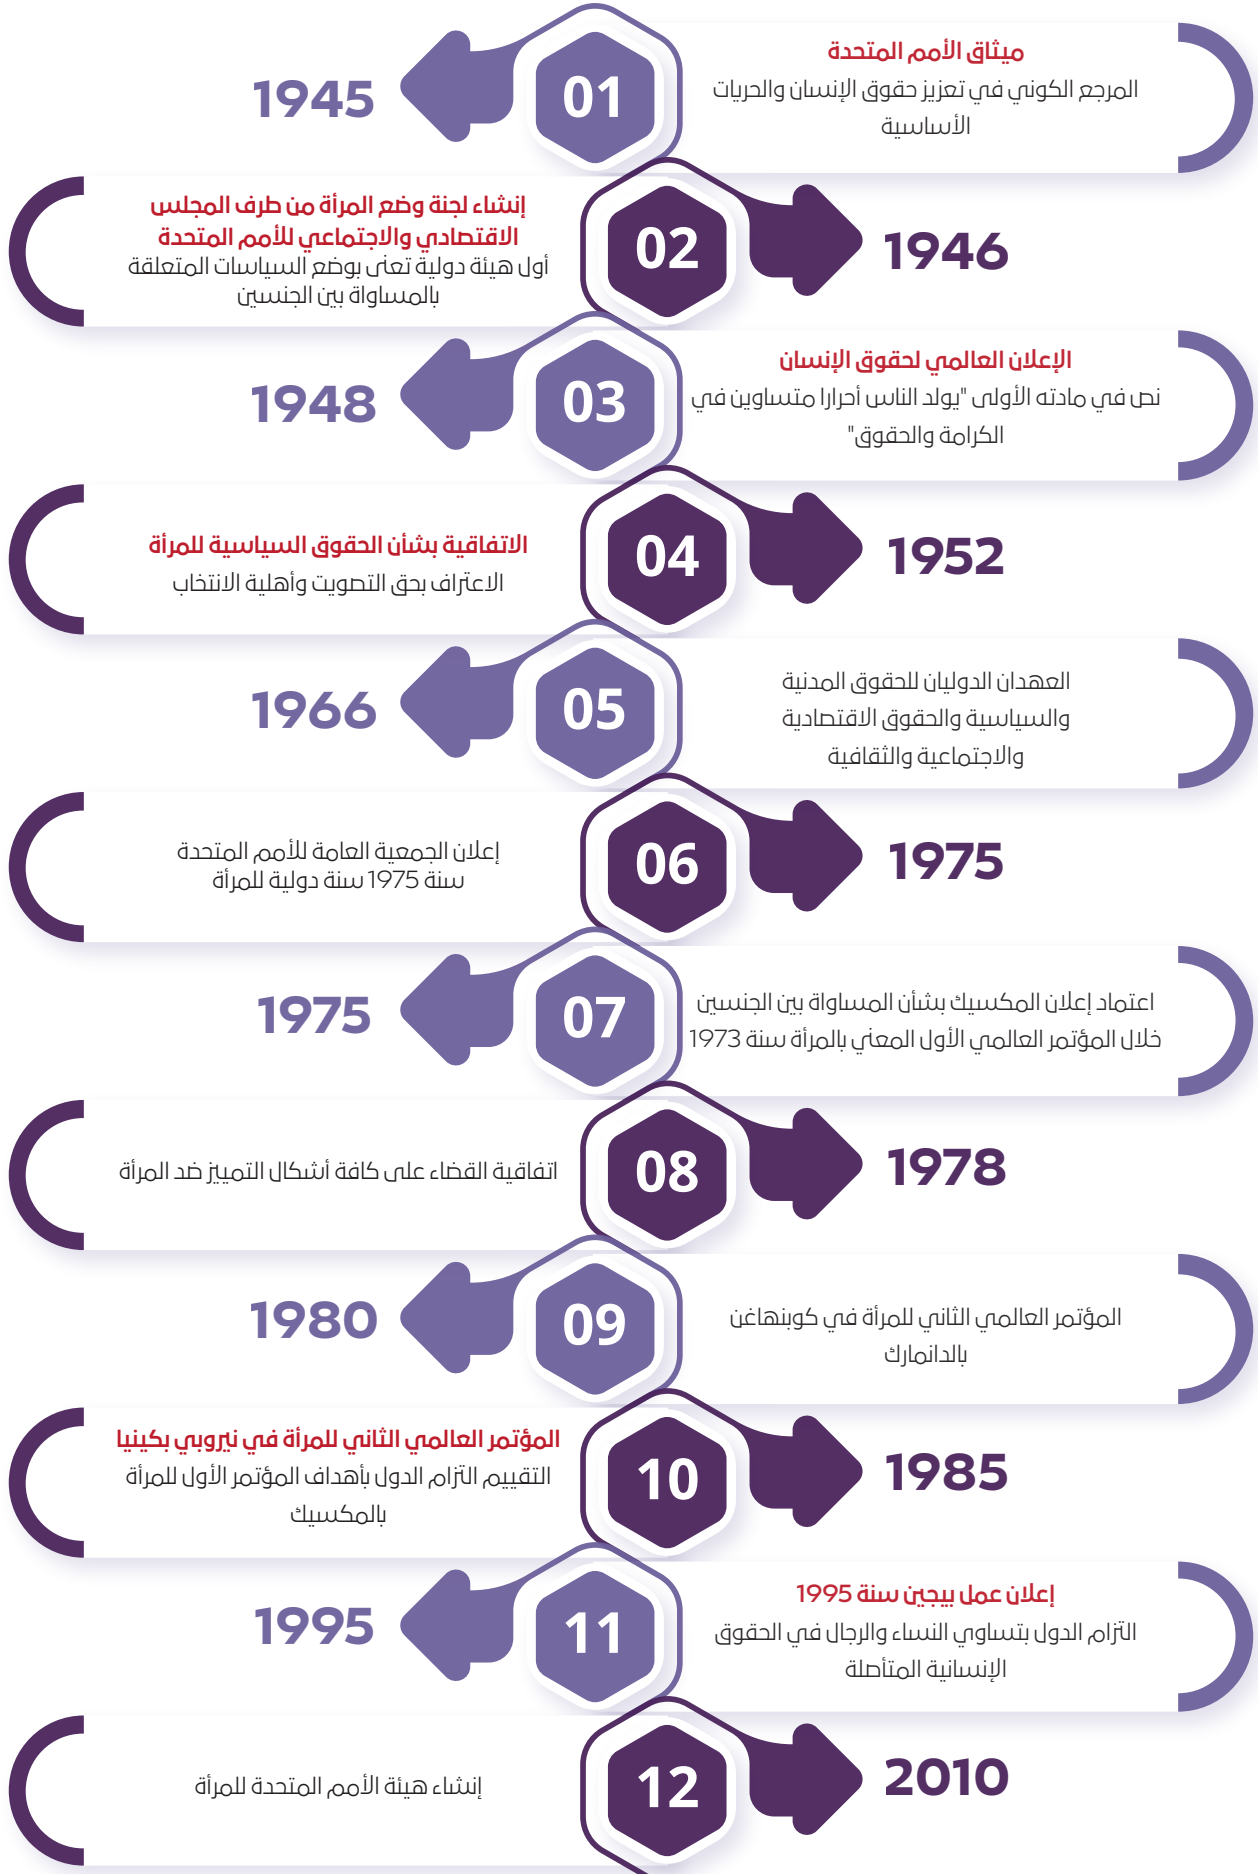 1945
01
ميثاق الأمم المتحدة
المرجع الكوني في تعزيز حقوق الإنسان والحريات
الأساسية
إنشاء لجنة وضع المرأة من طرف المجلس
الاقتصادي والاجتماعي للأمم المتحدة
أول هيئة دولية تعنى بوضع السياسات المتعلقة
بالمساواة بين الجنسين
02
1946
1948
03
الإعلان العالمي لحقوق الإنسان
نص في مادته الأولى "يولد الناس أحرارا متساوين في
الكرامة والحقوق"
الاتفاقية بشأن الحقوق السياسية للمرأة
الاعتراف بحق التصويت وأهلية الانتخاب
04
1952
1966
05
العهدان الدوليان للحقوق المدنية
والسياسية والحقوق الاقتصادية
والاجتماعية والثقافية
إعلان الجمعية العامة للأمم المتحدة
سنة 1975 سنة دولية للمرأة
06
1975
1975
07
اعتماد إعلان المكسيك بشأن المساواة بين الجنسين
خلال المؤتمر العالمي الأول المعني بالمرأة سنة 1973
اتفاقية القضاء على كافة أشكال التمييز ضد المرأة
08
1978
1980
09
المؤتمر العالمي الثاني للمرأة في كوبنهاغن
بالدانمارك
المؤتمر العالمي الثاني للمرأة في نيروبي بكينيا
التقييم التزام الدول بأهداف المؤتمر الأول للمرأة
بالمكسيك
10
1985
1995
11
إعلان عمل بيجين سنة 1995
التزام الدول بتساوي النساء والرجال في الحقوق
الإنسانية المتأصلة
إنشاء هيئة الأمم المتحدة للمرأة
12
2010